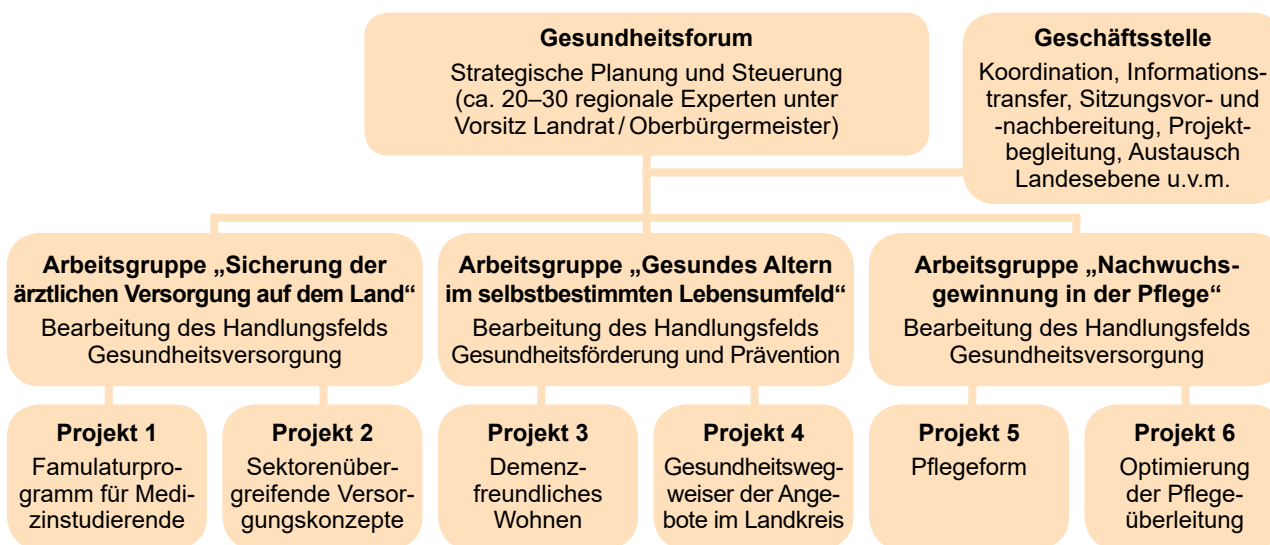 Gesundheitsforum
Strategische Planung und Steuerung
(ca. 20–30 regionale Experten unter
Vorsitz Landrat / Oberbürgermeister)
Geschäftsstelle
Koordination, Informations-
transfer, Sitzungsvor- und
-nachbereitung, Projekt-
begleitung, Austausch
Landesebene u.v.m.
Arbeitsgruppe „Sicherung der
ärztlichen Versorgung auf dem Land“
Bearbeitung des Handlungsfelds
Gesundheitsversorgung
Arbeitsgruppe „Gesundes Altern
im selbstbestimmten Lebensumfeld“
Bearbeitung des Handlungsfelds
Gesundheitsförderung und Prävention
Arbeitsgruppe „Nachwuchs-
gewinnung in der Pflege“
Bearbeitung des Handlungsfelds
Gesundheitsversorgung
Projekt 1
Famulaturpro-
gramm für Medi-
zinstudierende
Projekt 2
Sektorenüber-
greifende Versor-
gungskonzepte
Projekt 3
Demenz-
freundliches
Wohnen
Projekt 4
Gesundheitsweg-
weiser der Ange-
bote im Landkreis
Projekt 5
Pflegeform
Projekt 6
Optimierung
der Pflege-
überleitung